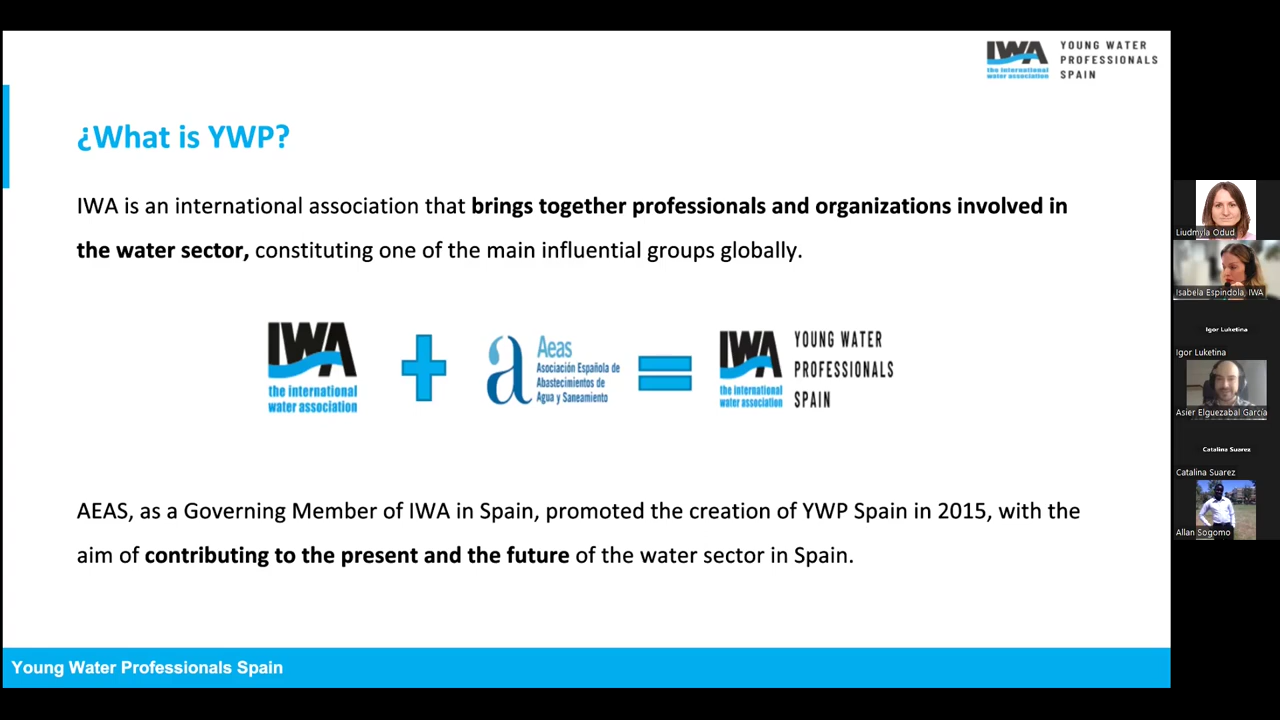 IWA
the international
water association
YOUNG WATER
PROFESSIONALS
SPAIN
¿What is YWP?
IWA is an international association that brings together professionals and organizations involved in
the water sector, constituting one of the main influential groups globally.
IWA
the international
water association
a
Aeas
Asociación Española de
Abastecimientos de
Agua y Saneamiento
IWA
the international
water association
YOUNG WATER
PROFESSIONALS
SPAIN
AEAS, as a Governing Member of IWA in Spain, promoted the creation of YWP Spain in 2015, with the
aim of contributing to the present and the future of the water sector in Spain.
Young Water Professionals Spain
Liudmyla Odud
Isabela Espindola, IWA
Igor Luketina
Igor Luketina
Asier Elguezabal García
Catalina Suarez
Catalina Suarez
Allan Sogomo